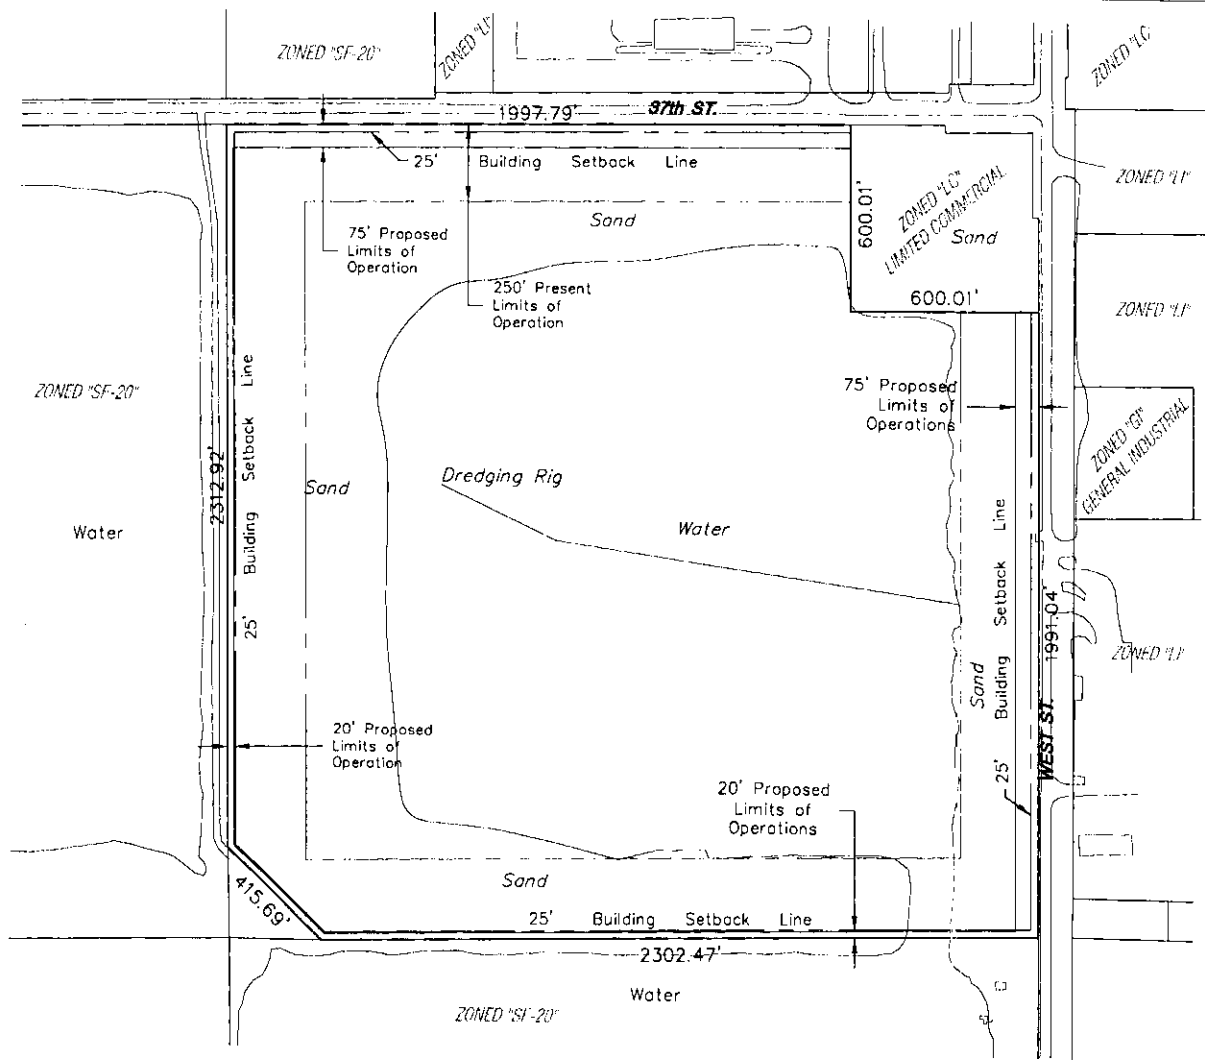 ZONED "SF-20"
ZONED "LI"
ZONED "LC"
1997.79'
37th ST.
25' Building Setback Line
ZONED "LI"
600.01'
ZONED "LC"
LIMITED COMMERCIAL
Sand
Sand
75' Proposed
Limits of
Operation
250' Present
Limits of
Operation
600.01'
ZONED "LI"
25' Building Setback Line
2312.92'
ZONED "SF-20"
75' Proposed
Limits of
Operations
ZONED "GI"
GENERAL INDUSTRIAL
Sand
Dredging Rig
Water
Water
25' Building Setback Line
Sand
1991.04'
WEST ST.
ZONED "LI"
20' Proposed
Limits of
Operation
20' Proposed
Limits of
Operations
415.69'
Sand
25' Building Setback Line
2302.47'
Water
ZONED "SF-20"